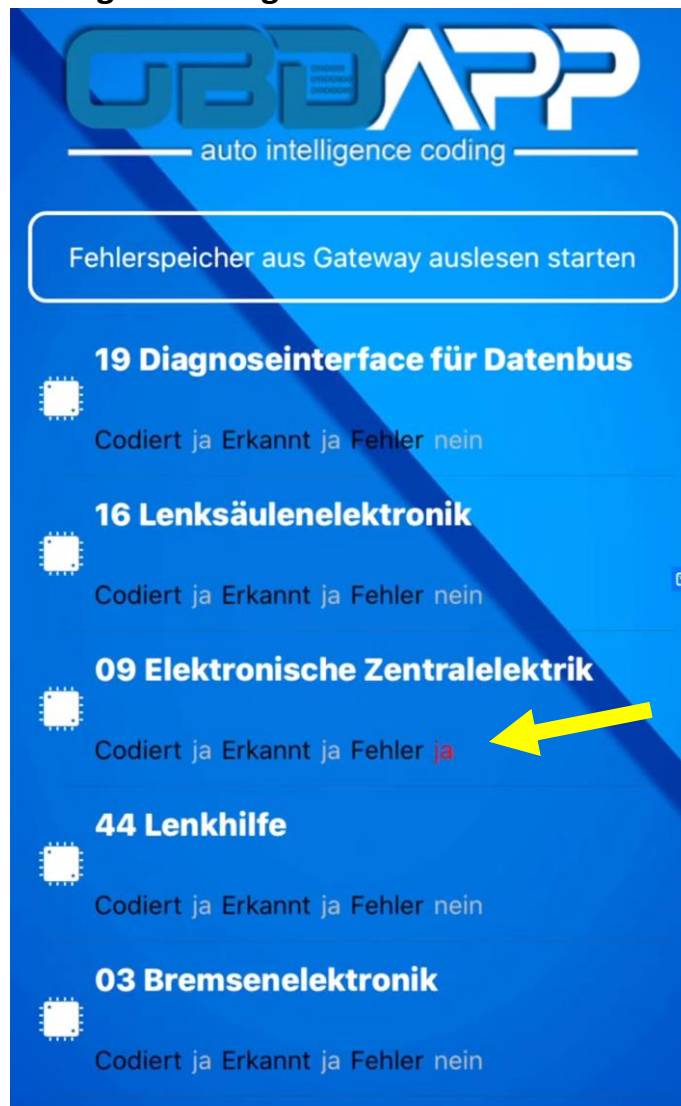 OBDAPP
auto intelligence coding
Fehlerspeicher aus Gateway auslesen starten
19 Diagnoseinterface für Datenbus
Codiert ja Erkannt ja Fehler nein
16 Lenksäulenelektronik
Codiert ja Erkannt ja Fehler nein
09 Elektronische Zentralelektrik
Codiert ja Erkannt ja Fehler ja
44 Lenkhilfe
Codiert ja Erkannt ja Fehler nein
03 Bremsenelektronik
Codiert ja Erkannt ja Fehler nein